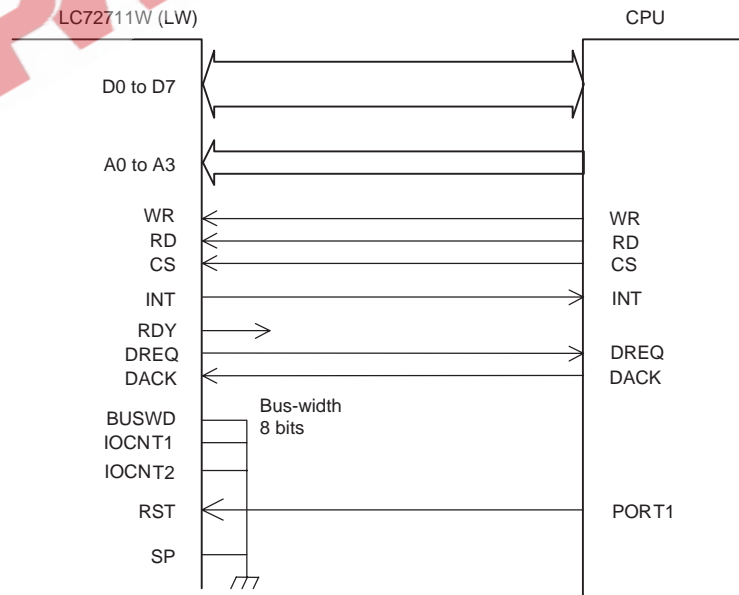 LC72711W (LW) CPU
D0 to D7
A0 to A3
WR WR
RD RD
CS CS
INT INT
RDY
DREQ DREQ
DACK DACK
BUSWD Bus-width
IOCNT1 8 bits
IOCNT2
RST PORT1
SP